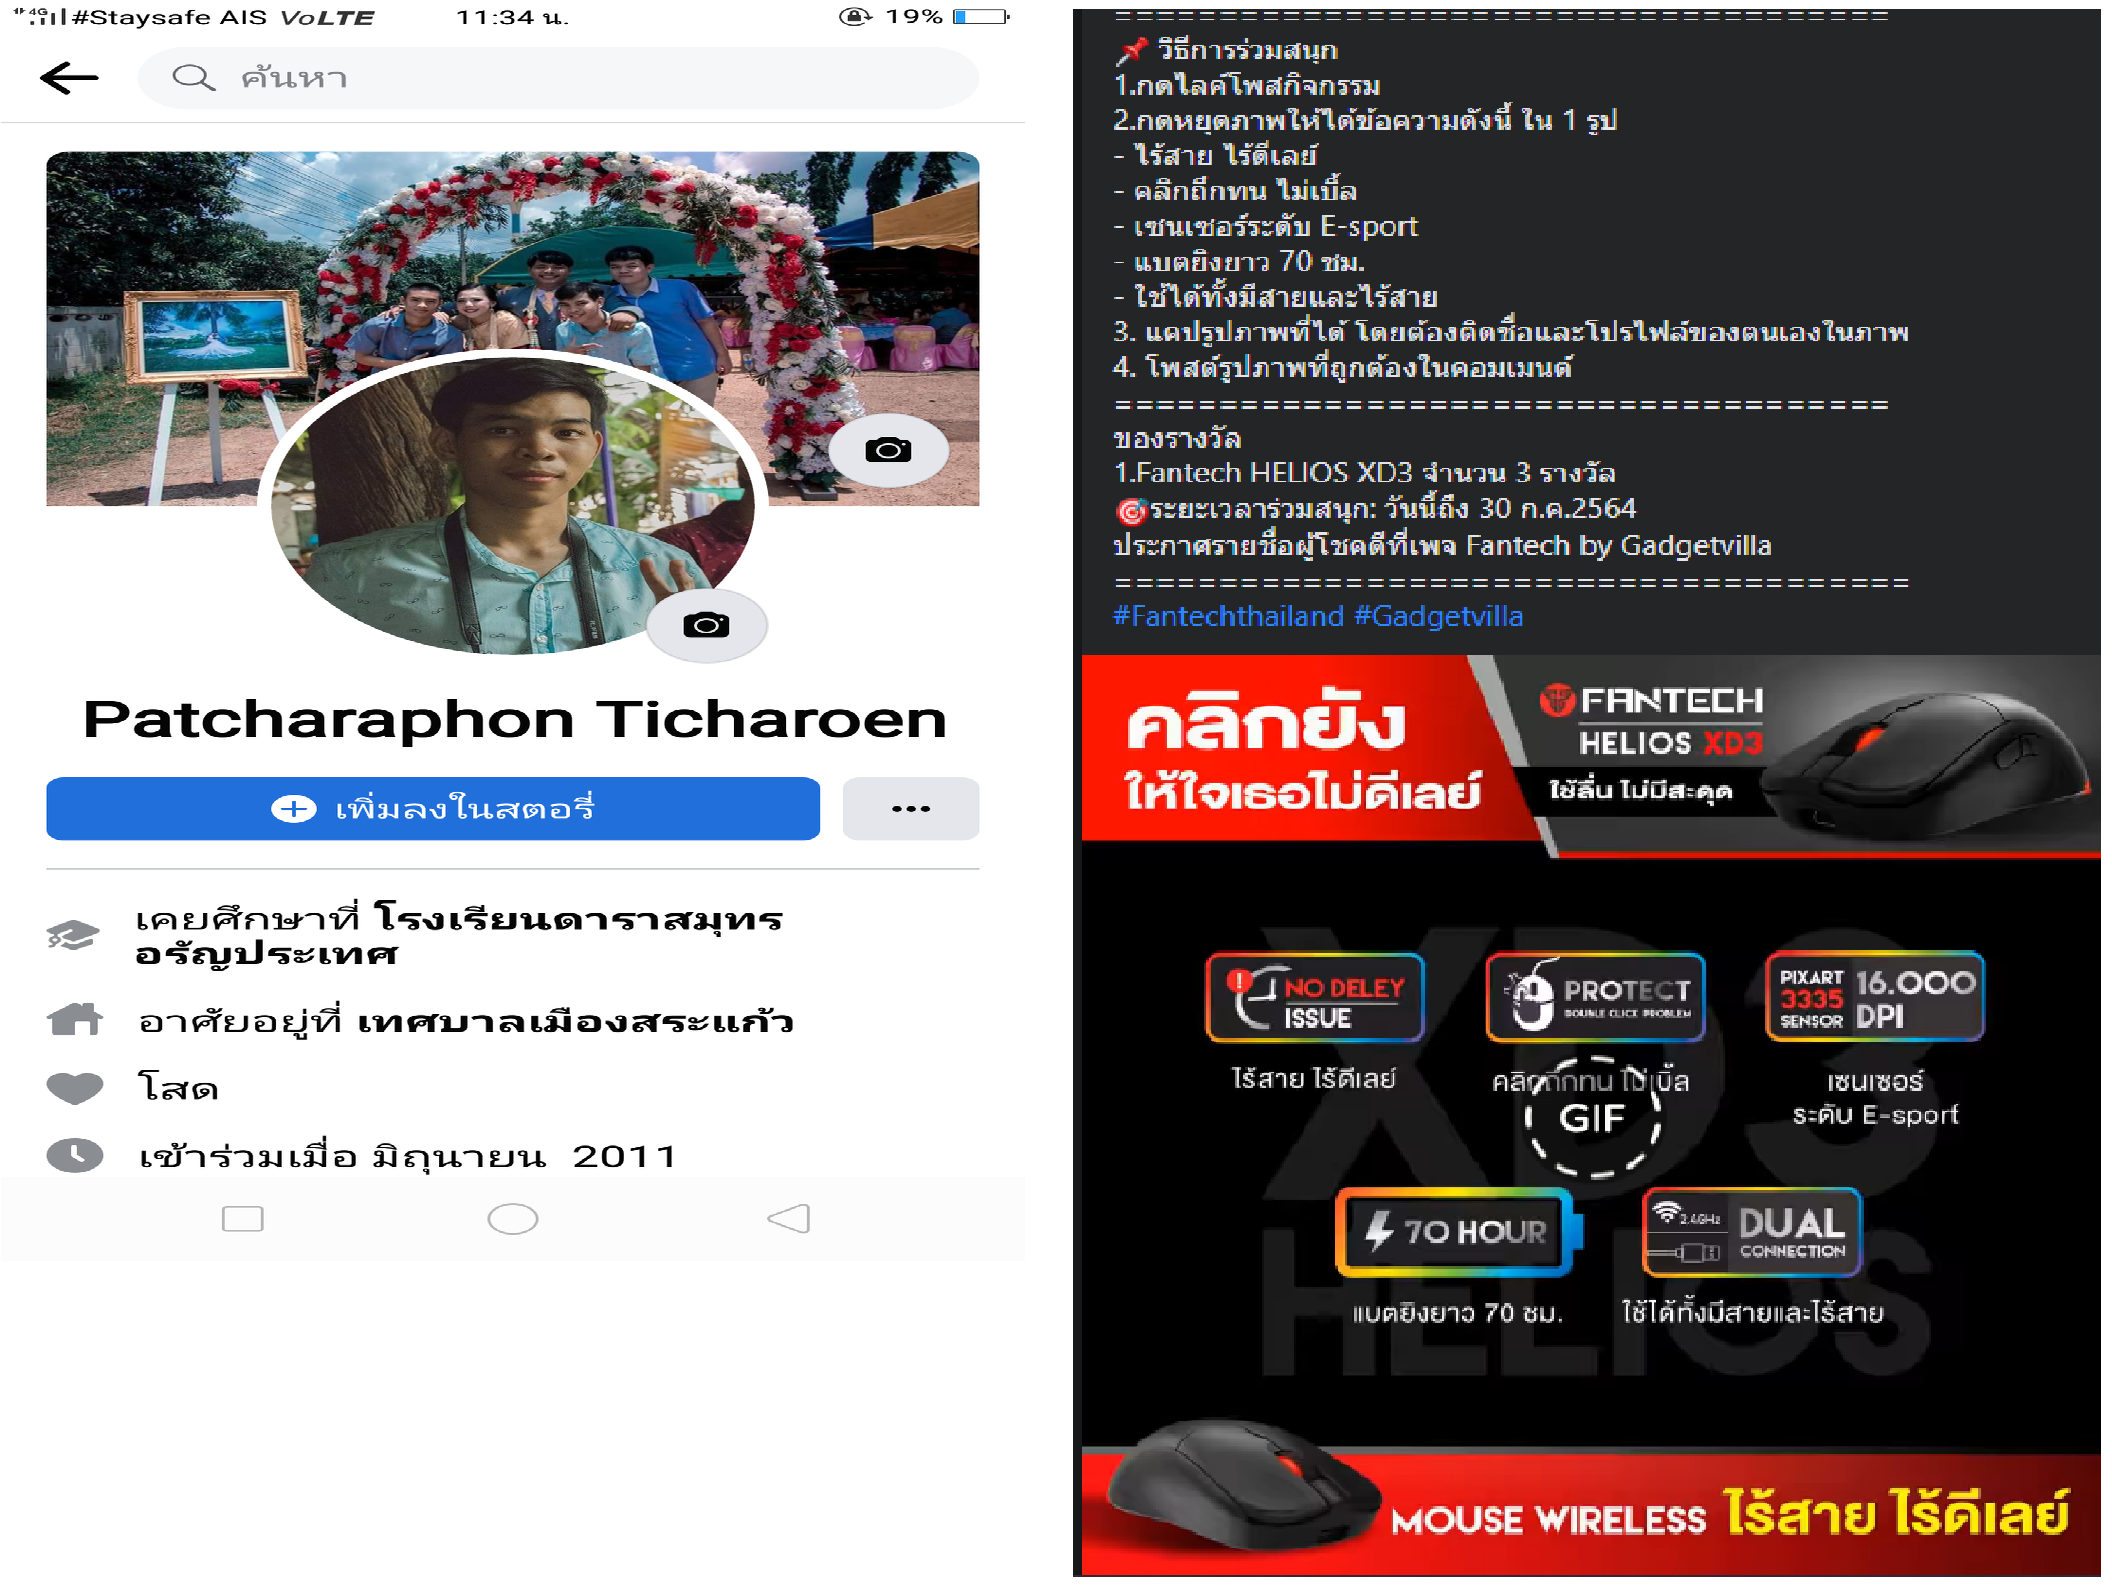 4G #Staysafe AIS VoLTE 11:34 น. 19%
ค้นหา
Patcharaphon Ticharoen
เพิ่มลงในสตอรี่
เคยศึกษาที่ โรงเรียนดาราสมุทร
อรัญประเทศ
อาศัยอยู่ที่ เทศบาลเมืองสระแก้ว
โสด
เข้าร่วมเมื่อ มิถุนายน 2011
=====================================
วิธีการร่วมสนุก
1.กดไลค์โพสกิจกรรม
2.กดหยุดภาพให้ได้ข้อความดังนี้ ใน 1 รูป
- ไร้สาย ไร้ดีเลย์
- คลิกถึกทน ไม่เบิ้ล
- เซนเซอร์ระดับ E-sport
- แบตยิงยาว 70 ชม.
- ใช้ได้ทั้งมีสายและไร้สาย
3. แคปรูปภาพที่ได้ โดยต้องติดชื่อและโปรไฟล์ของตนเองในภาพ
4. โพสต์รูปภาพที่ถูกต้องในคอมเมนต์
=====================================
ของรางวัล
1.Fantech HELIOS XD3 จำนวน 3 รางวัล
ระยะเวลาร่วมสนุก: วันนี้ถึง 30 ก.ค.2564
ประกาศรายชื่อผู้โชคดีที่เพจ Fantech by Gadgetvilla
======================================
#Fantechthailand #Gadgetvilla
คลิกยัง
ให้ใจเธอไม่ดีเลย์
FANTECH
HELIOS XD3
ใช้ลื่น ไม่มีสะดุด
XD3
HELIOS
NO DELEY
ISSUE
ไร้สาย ไร้ดีเลย์
PROTECT
DOUBLE CLICK PROBLEM
คลิกถึกทน ไม่เบิ้ล
GIF
PIXART
3335
SENSOR
16.000
DPI
เซนเซอร์
ระดับ E-sport
70 HOUR
แบตยิงยาว 70 ชม.
2.4GHz
DUAL
CONNECTION
ใช้ได้ทั้งมีสายและไร้สาย
MOUSE WIRELESS ไร้สาย ไร้ดีเลย์